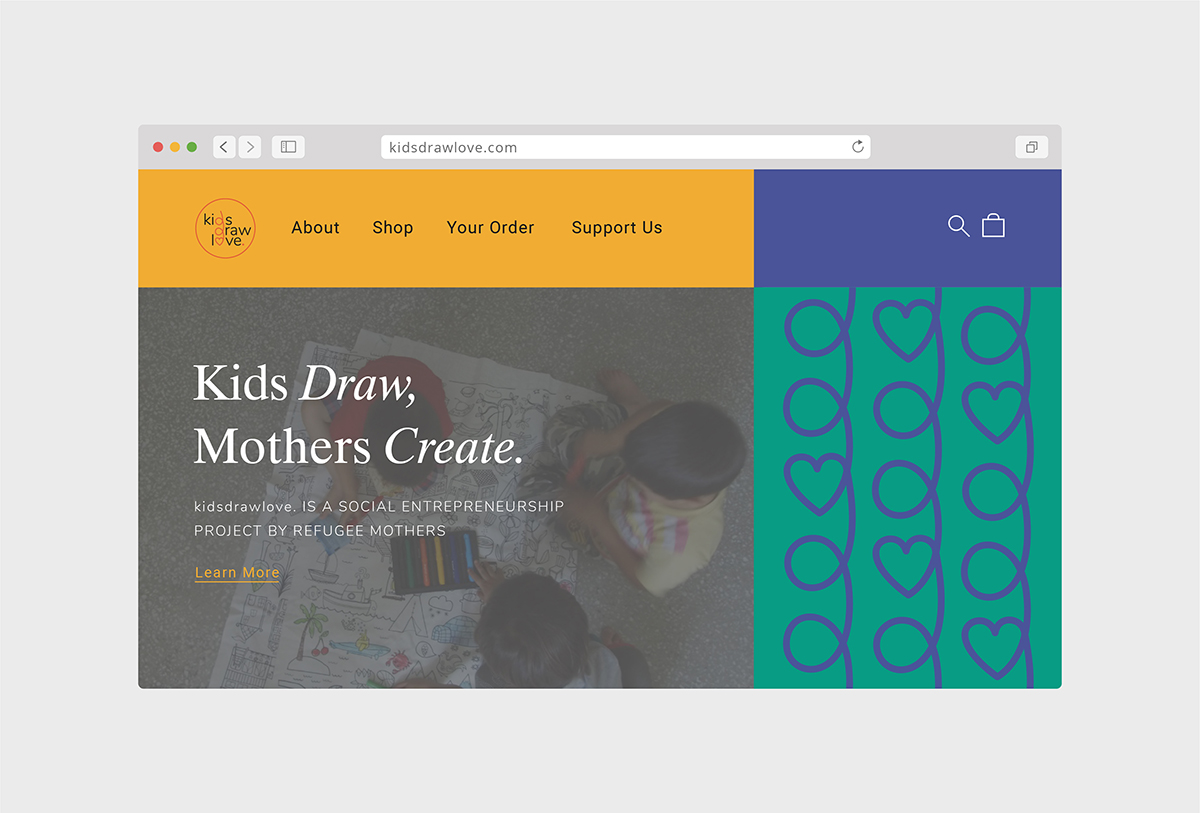 kidsdrawlove.com
kids
draw
love.
About Shop Your Order Support Us
Kids Draw,
Mothers Create.
kidsdrawlove. IS A SOCIAL ENTREPRENEURSHIP
PROJECT BY REFUGEE MOTHERS
Learn More